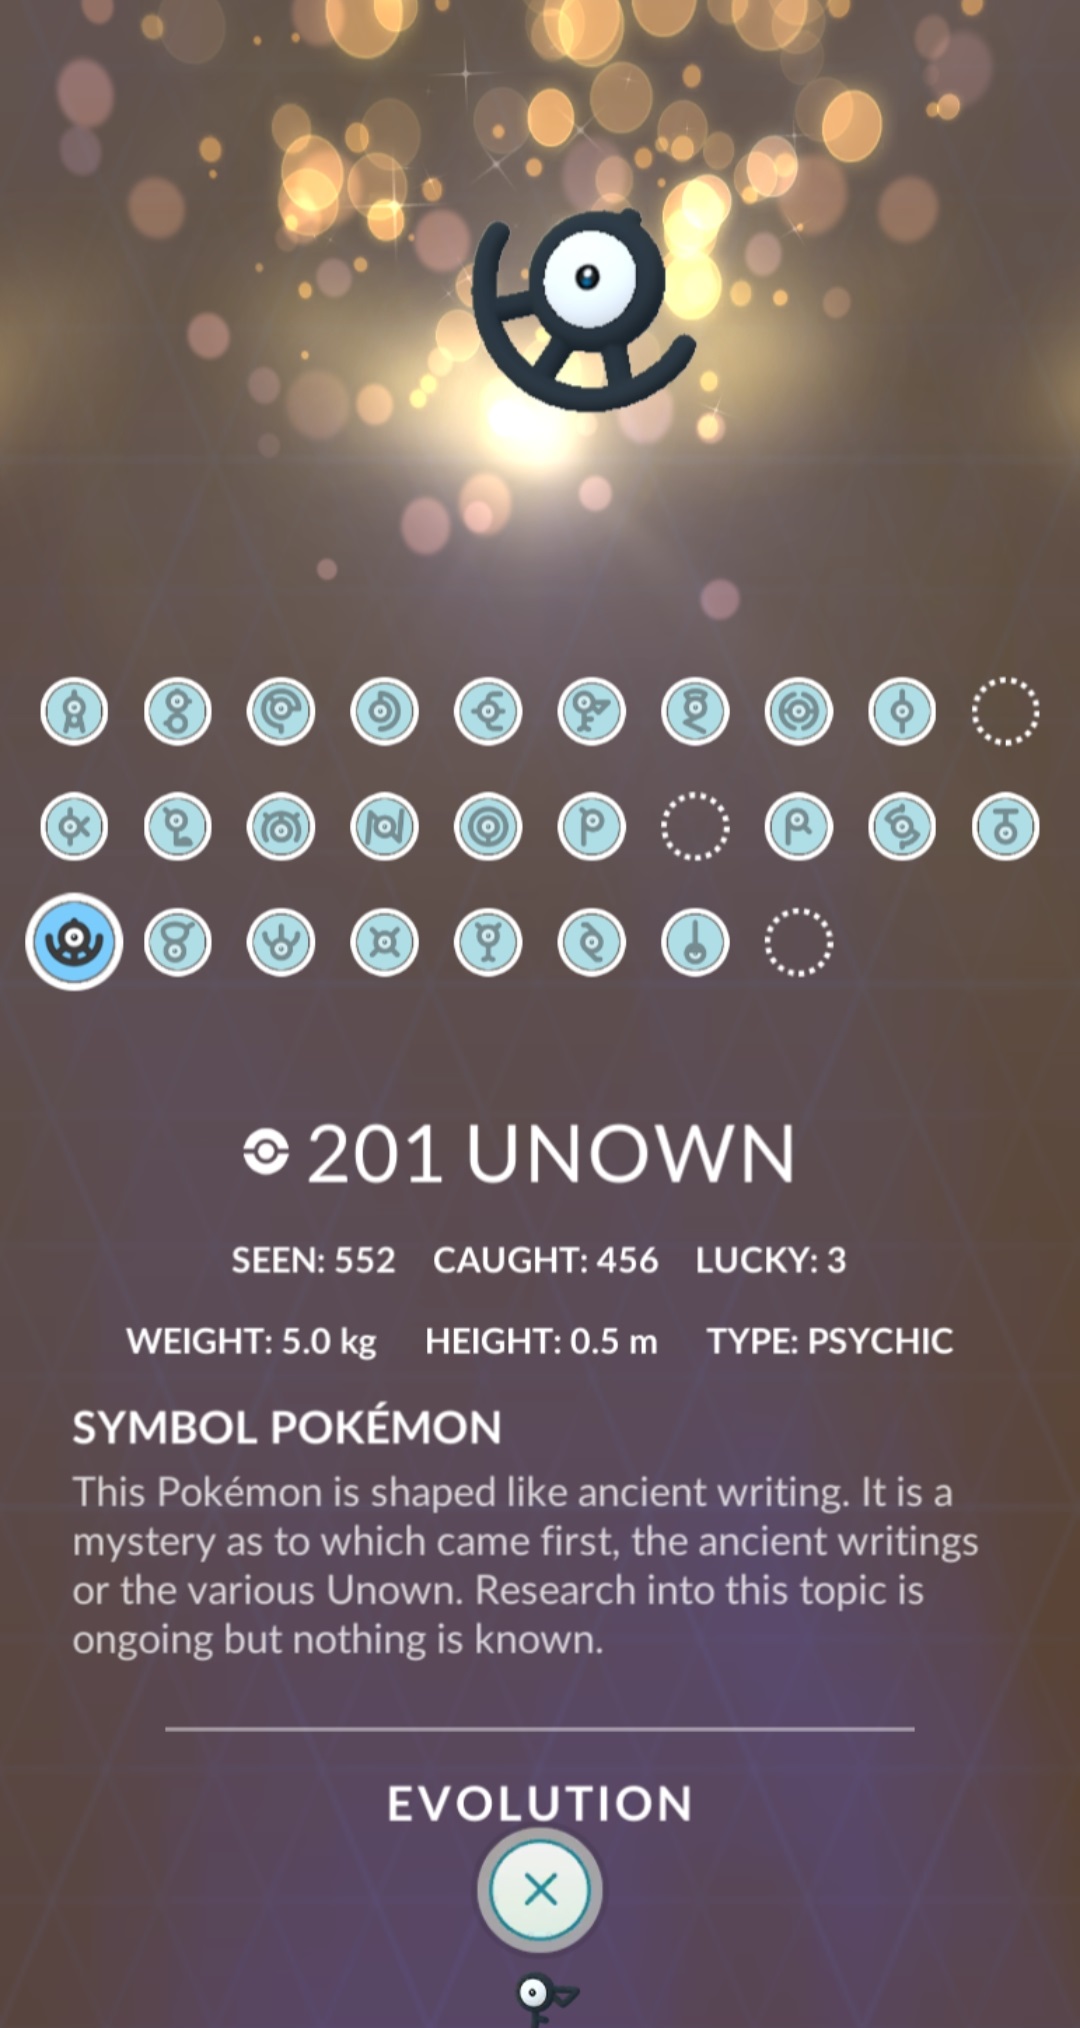 201 UNOWN
SEEN: 552 CAUGHT: 456 LUCKY: 3
WEIGHT: 5.0 kg HEIGHT: 0.5 m TYPE: PSYCHIC
SYMBOL POKÉMON
This Pokémon is shaped like ancient writing. It is a
mystery as to which came first, the ancient writings
or the various Unown. Research into this topic is
ongoing but nothing is known.
EVOLUTION